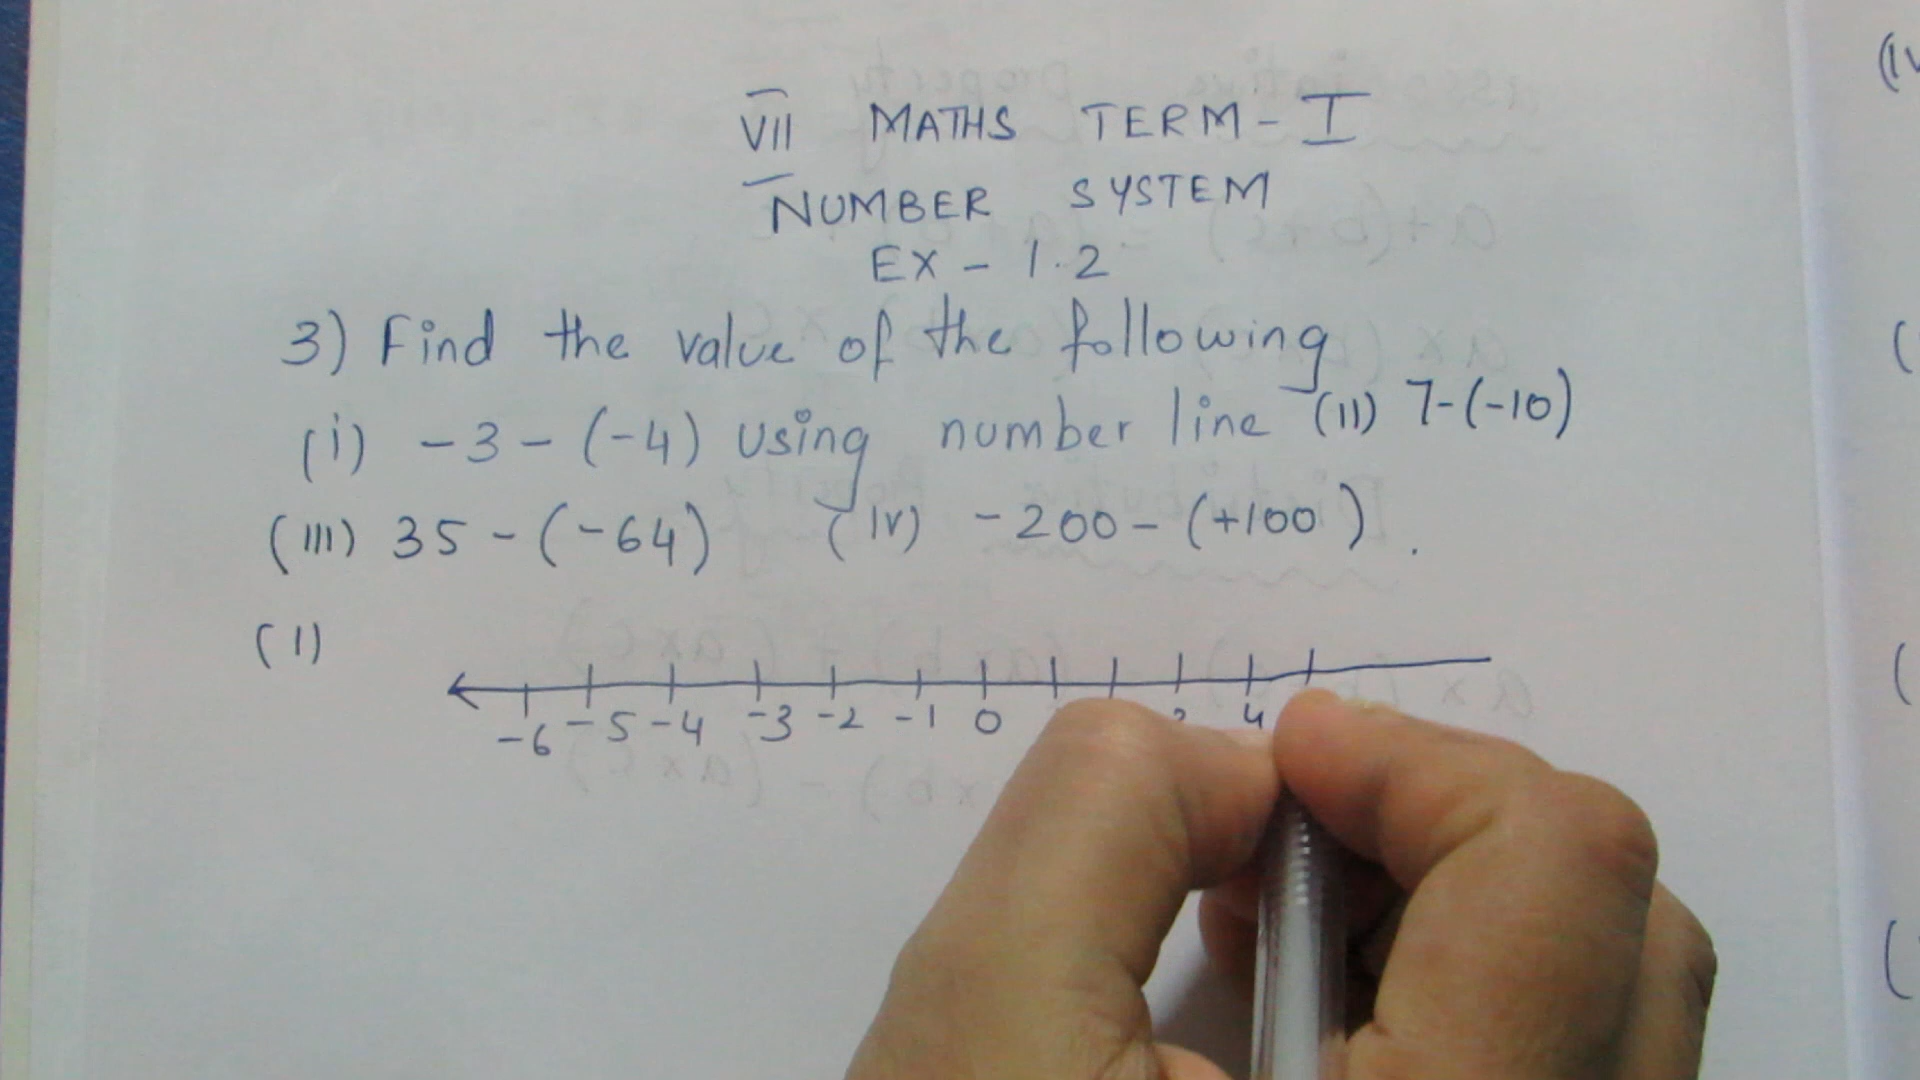 VII MATHS TERM - I
NUMBER SYSTEM
EX - 1.2
3) Find the value of the following
(i) -3 - (-4) using number line (II) 7-(-10)
(III) 35 - (-64) (IV) -200 - (+100).
(I)
-6 -5 -4 -3 -2 -1 0 4